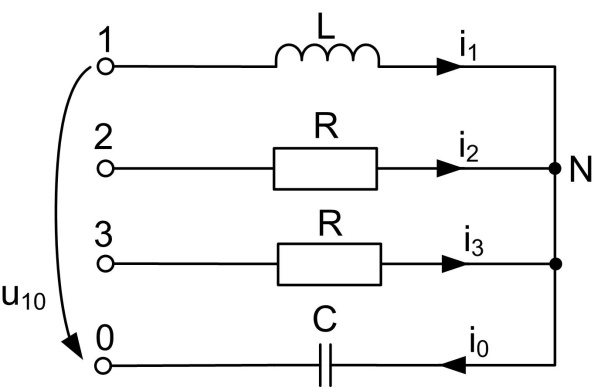 1 L i₁
2 R i₂ N
3 R i₃
u₁₀
0 C i₀